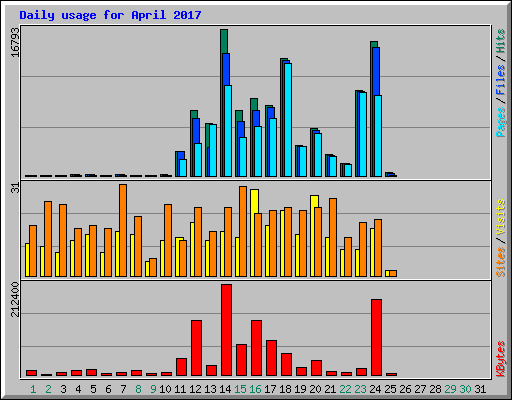 Daily usage for April 2017
16793
Pages / Files / Hits
31
Sites / Visits
212400
KBytes
1 2 3 4 5 6 7 8 9 10 11 12 13 14 15 16 17 18 19 20 21 22 23 24 25 26 27 28 29 30 31